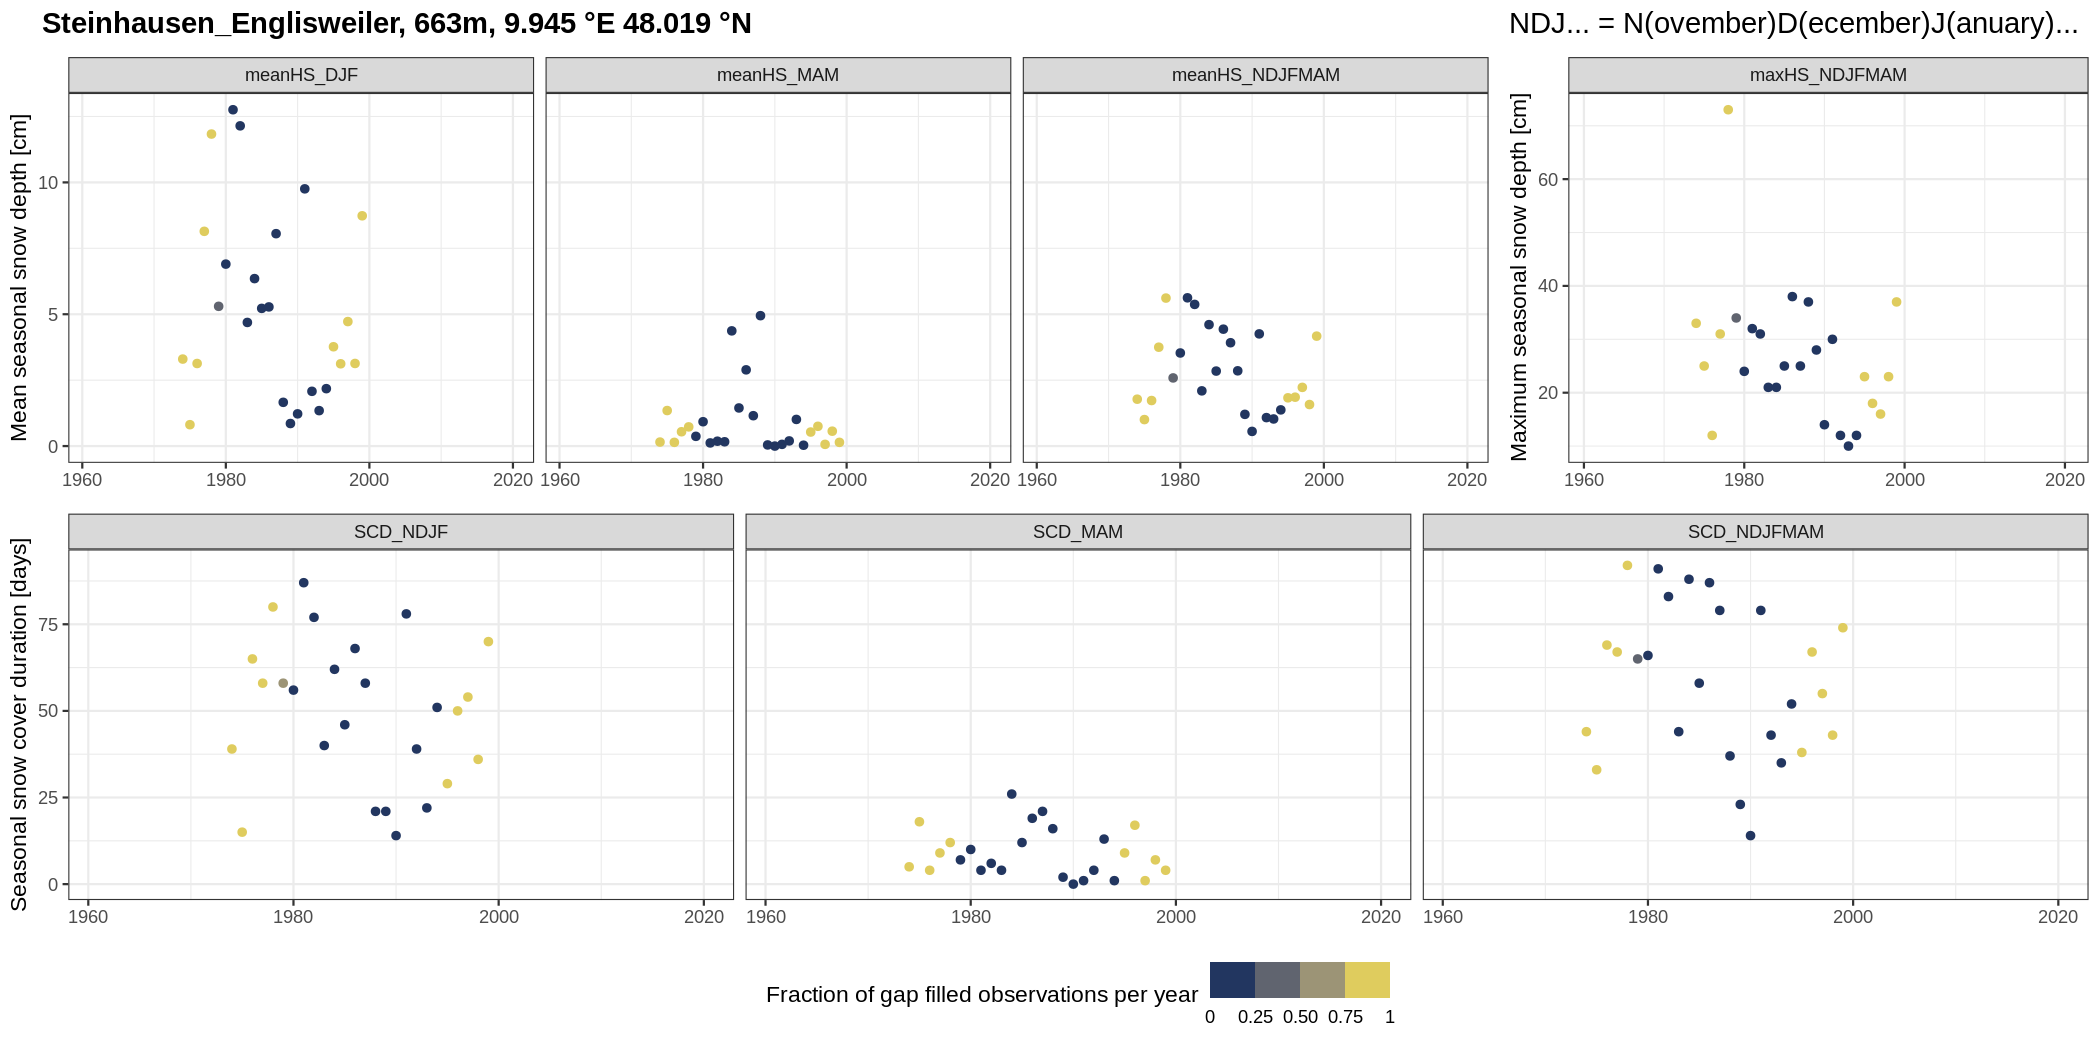 Steinhausen_Englisweiler, 663m, 9.945 °E 48.019 °N
NDJ... = N(ovember)D(ecember)J(anuary)...
meanHS_DJF
meanHS_MAM
meanHS_NDJFMAM
maxHS_NDJFMAM
Mean seasonal snow depth [cm]
10
5
0
1960 1980 2000 2020
1960 1980 2000 2020
1960 1980 2000 2020
Maximum seasonal snow depth [cm]
60
40
20
1960 1980 2000 2020
SCD_NDJF
SCD_MAM
SCD_NDJFMAM
Seasonal snow cover duration [days]
75
50
25
0
1960 1980 2000 2020
1960 1980 2000 2020
1960 1980 2000 2020
Fraction of gap filled observations per year
0 0.25 0.50 0.75 1